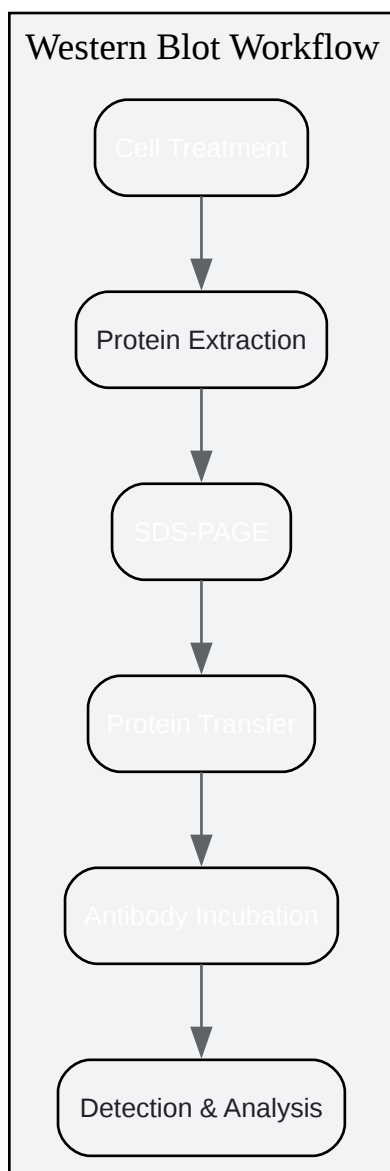 Western Blot Workflow
Cell Treatment
Protein Extraction
SDS-PAGE
Protein Transfer
Antibody Incubation
Detection & Analysis